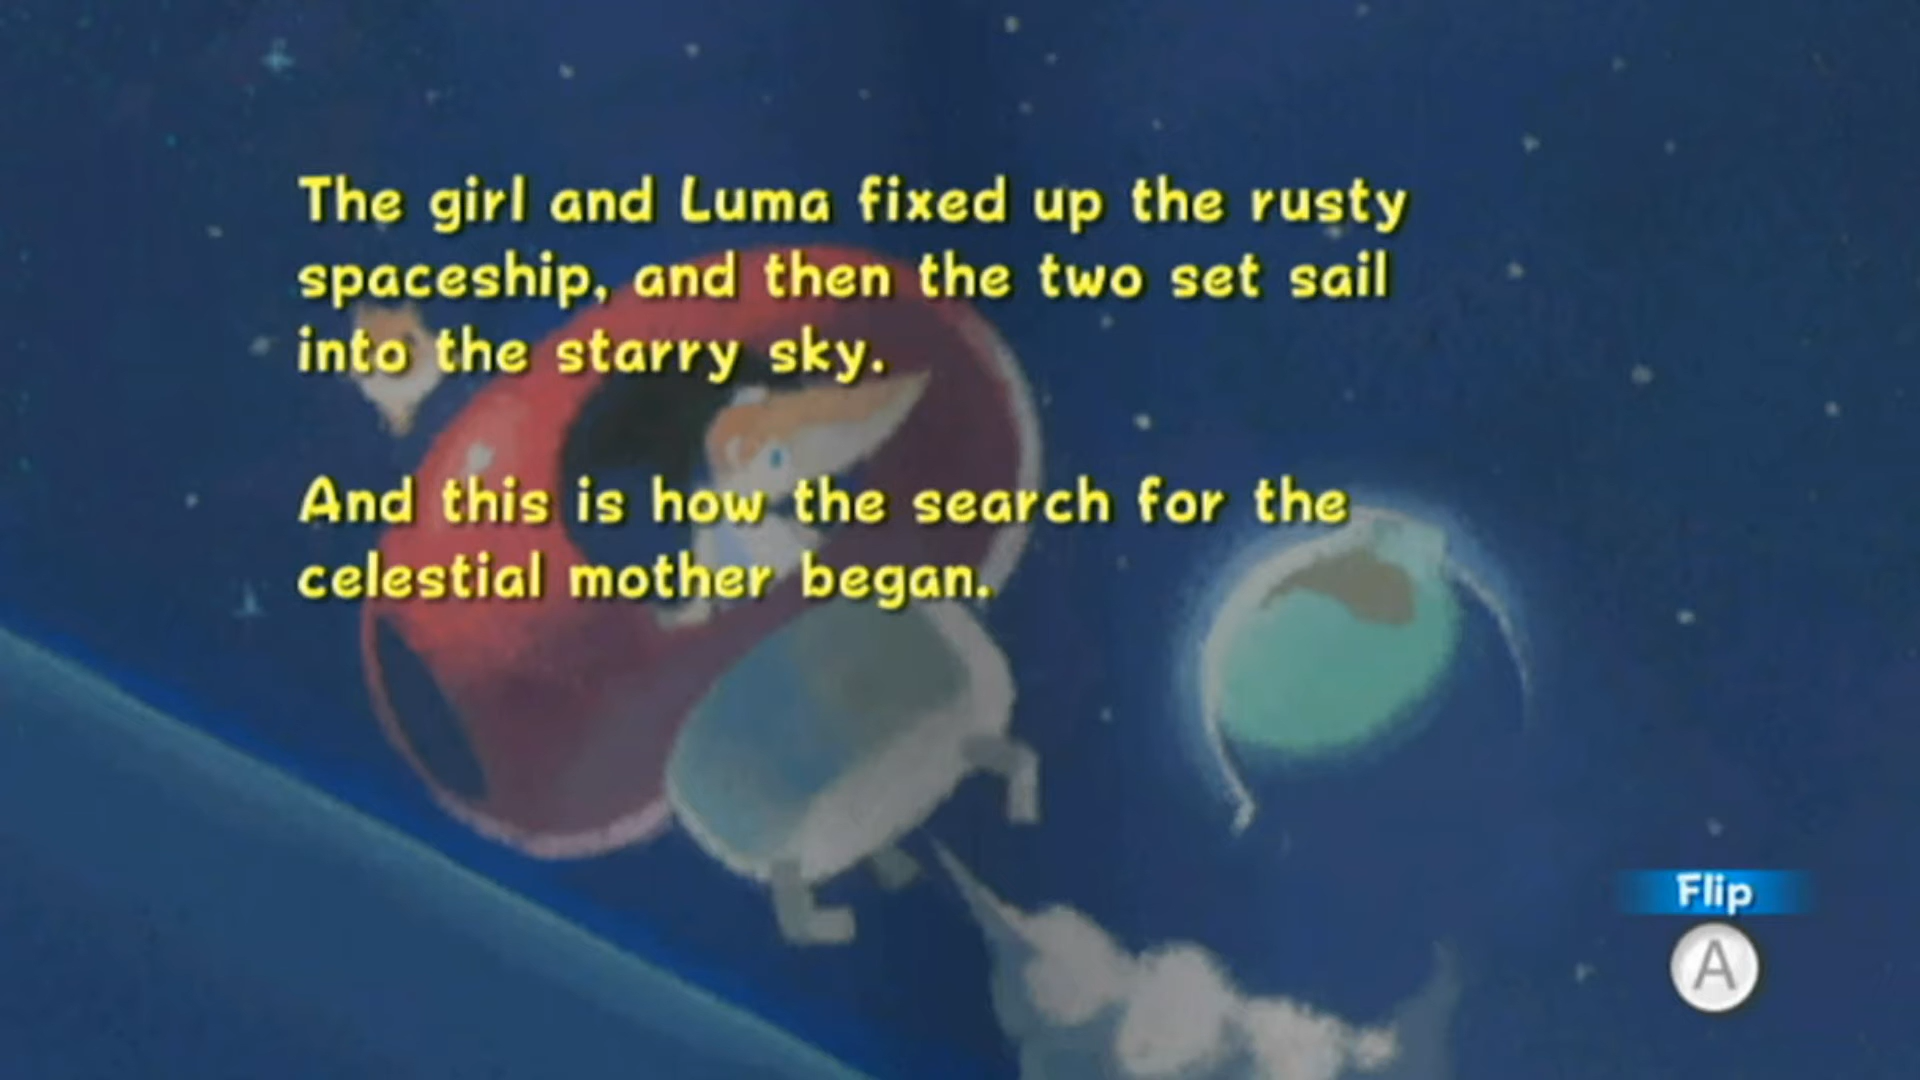 The girl and Luma fixed up the rusty
spaceship, and then the two set sail
into the starry sky.
And this is how the search for the
celestial mother began.
Flip
A